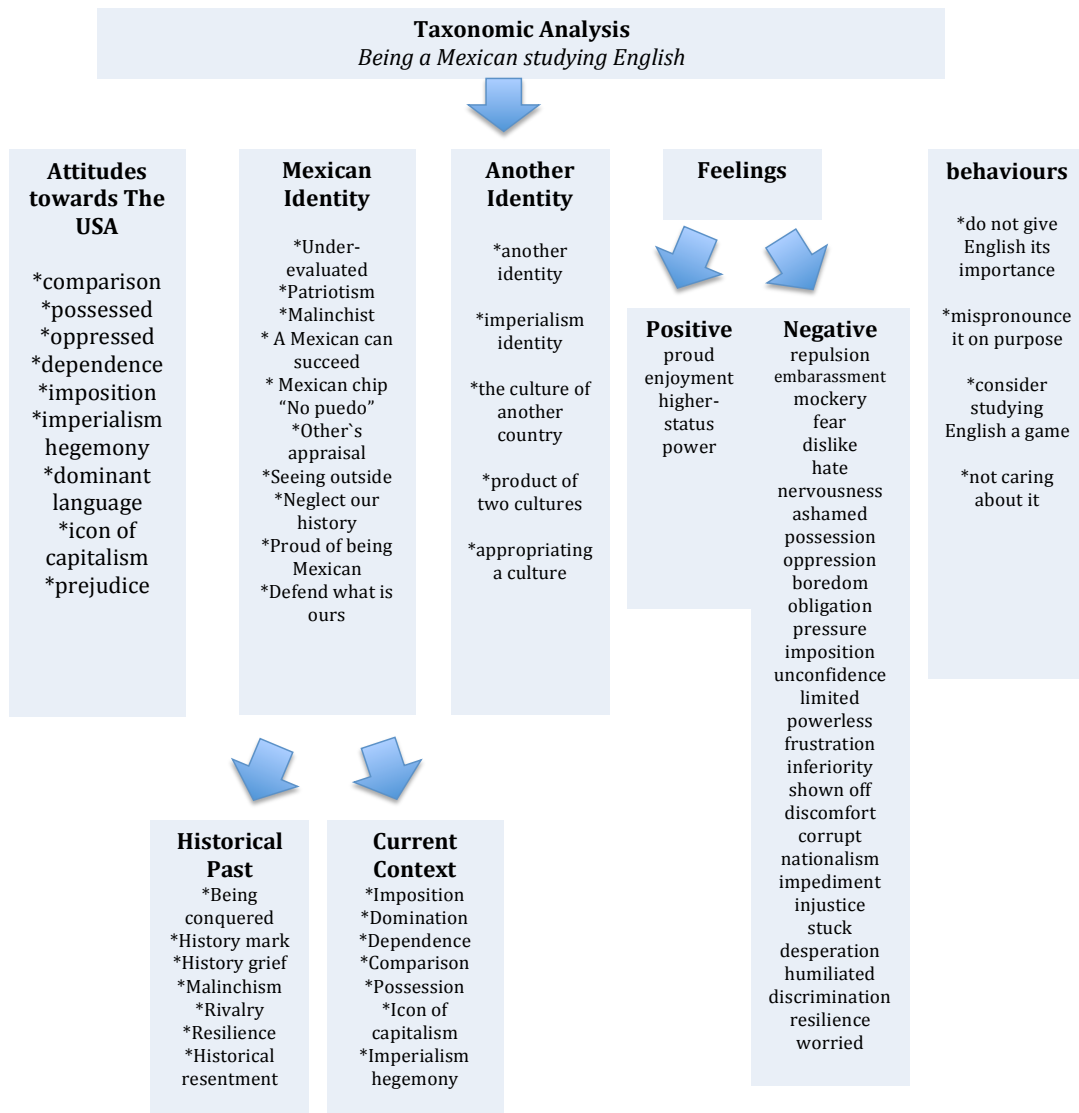 Taxonomic Analysis
Being a Mexican studying English
Attitudes
towards The
USA
*comparison
*possessed
*oppressed
*dependence
*imposition
*imperialism
hegemony
*dominant
language
*icon of
capitalism
*prejudice
Mexican
Identity
*Under-
evaluated
*Patriotism
*Malinchist
* A Mexican can
succeed
* Mexican chip
“No puedo”
*Other`s
appraisal
*Seeing outside
*Neglect our
history
*Proud of being
Mexican
*Defend what is
ours
Another
Identity
*another
identity
*imperialism
identity
*the culture of
another
country
*product of
two cultures
*appropriating
a culture
Feelings
Positive
proud
enjoyment
higher-
status
power
Negative
repulsion
embarassment
mockery
fear
dislike
hate
nervousness
ashamed
possession
oppression
boredom
obligation
pressure
imposition
unconfidence
limited
powerless
frustration
inferiority
shown off
discomfort
corrupt
nationalism
impediment
injustice
stuck
desperation
humiliated
discrimination
resilience
worried
behaviours
*do not give
English its
importance
*mispronounce
it on purpose
*consider
studying
English a game
*not caring
about it
Historical
Past
*Being
conquered
*History mark
*History grief
*Malinchism
*Rivalry
*Resilience
*Historical
resentment
Current
Context
*Imposition
*Domination
*Dependence
*Comparison
*Possession
*Icon of
capitalism
*Imperialism
hegemony